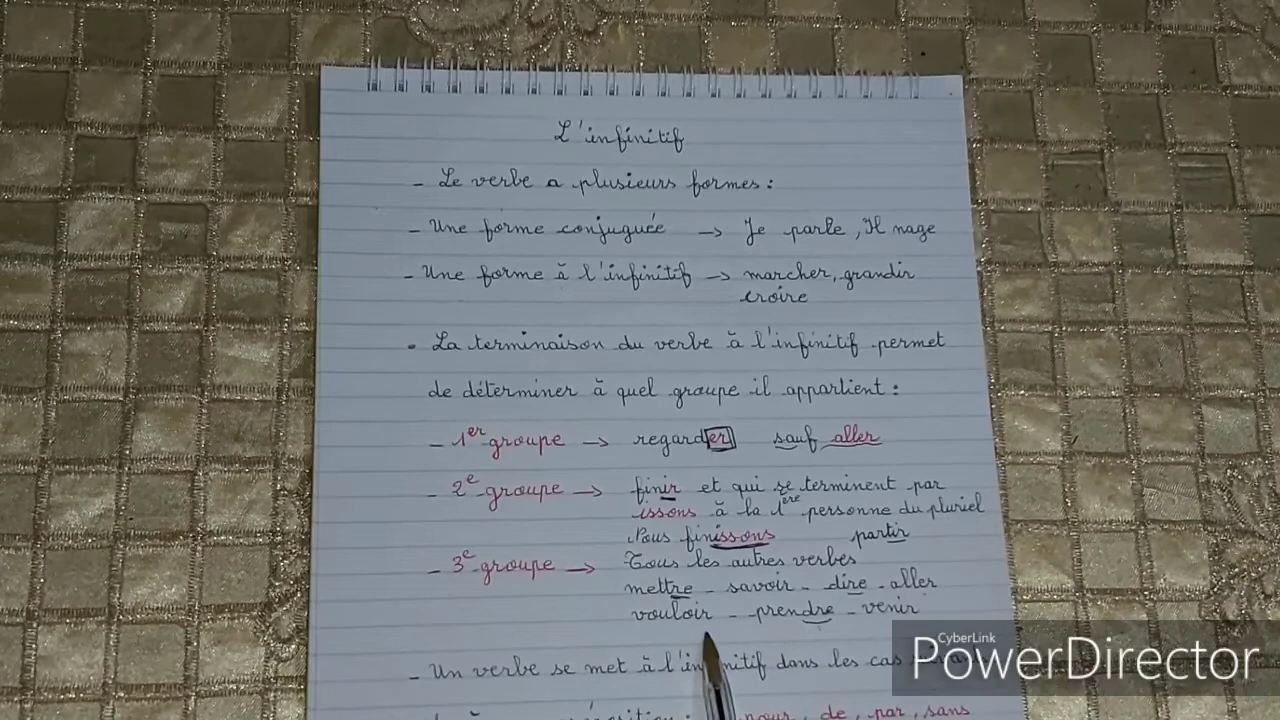 L'infinitif
- Le verbe a plusieurs formes :
- Une forme conjuguée → Je parle, Il nage
- Une forme à l'infinitif → marcher, grandir
croire
• La terminaison du verbe à l'infinitif permet
de déterminer à quel groupe il appartient :
- 1er groupe → regarder sauf aller
- 2e groupe → finir et qui se terminent par
issons à la 1ère personne du pluriel
Nous finissons partir
- 3e groupe → Tous les autres verbes
mettre - savoir - dire - aller
vouloir - prendre - venir
- Un verbe se met à l'infinitif dans les cas
pour, de, par, sans
CyberLink
PowerDirector